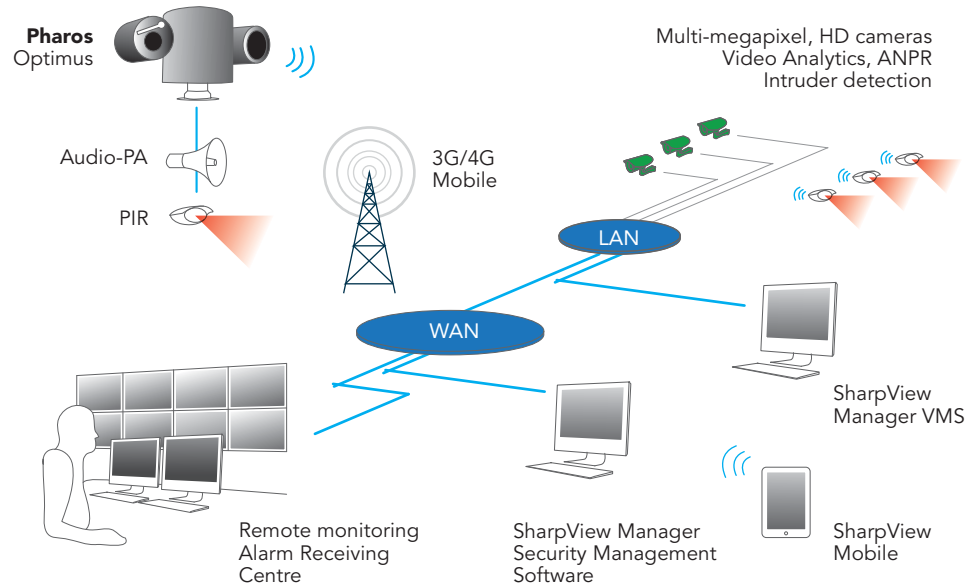 Pharos
Optimus
Multi-megapixel, HD cameras
Video Analytics, ANPR
Intruder detection
Audio-PA
3G/4G
Mobile
PIR
LAN
WAN
SharpView
Manager VMS
Remote monitoring
Alarm Receiving
Centre
SharpView Manager
Security Management
Software
SharpView
Mobile